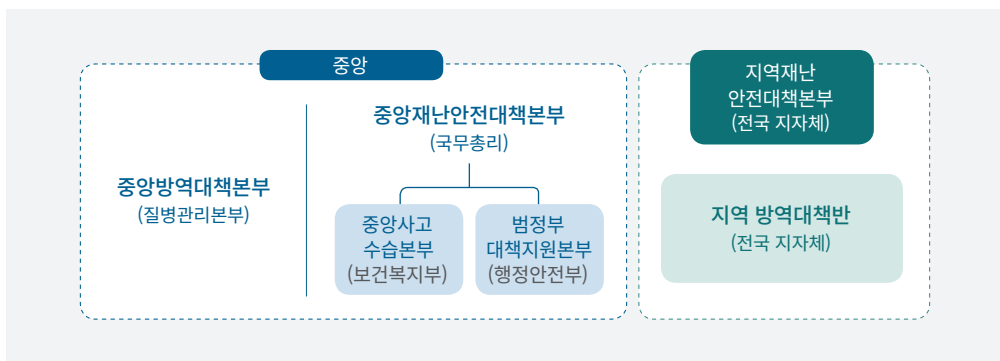 중앙
중앙방역대책본부
(질병관리본부)
중앙재난안전대책본부
(국무총리)
중앙사고
수습본부
(보건복지부)
범정부
대책지원본부
(행정안전부)
지역재난
안전대책본부
(전국 지자체)
지역 방역대책반
(전국 지자체)